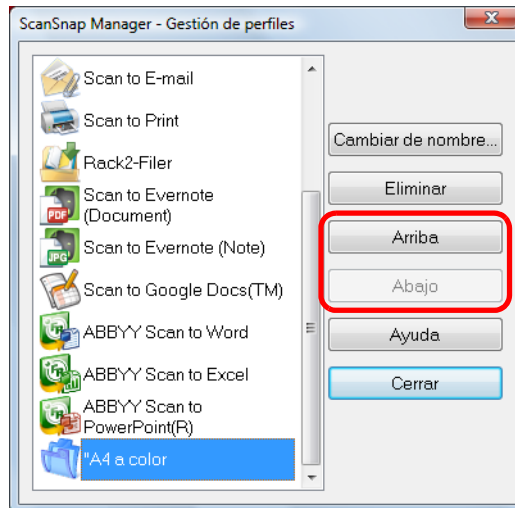 ScanSnap Manager - Gestión de perfiles
Scan to E-mail
Scan to Print
Rack2-Filer
PDF
Scan to Evernote
(Document)
JPG
Scan to Evernote (Note)
Scan to Google Docs(TM)
ABBYY Scan to Word
ABBYY Scan to Excel
ABBYY Scan to
PowerPoint(R)
"A4 a color
Cambiar de nombre...
Eliminar
Arriba
Abajo
Ayuda
Cerrar